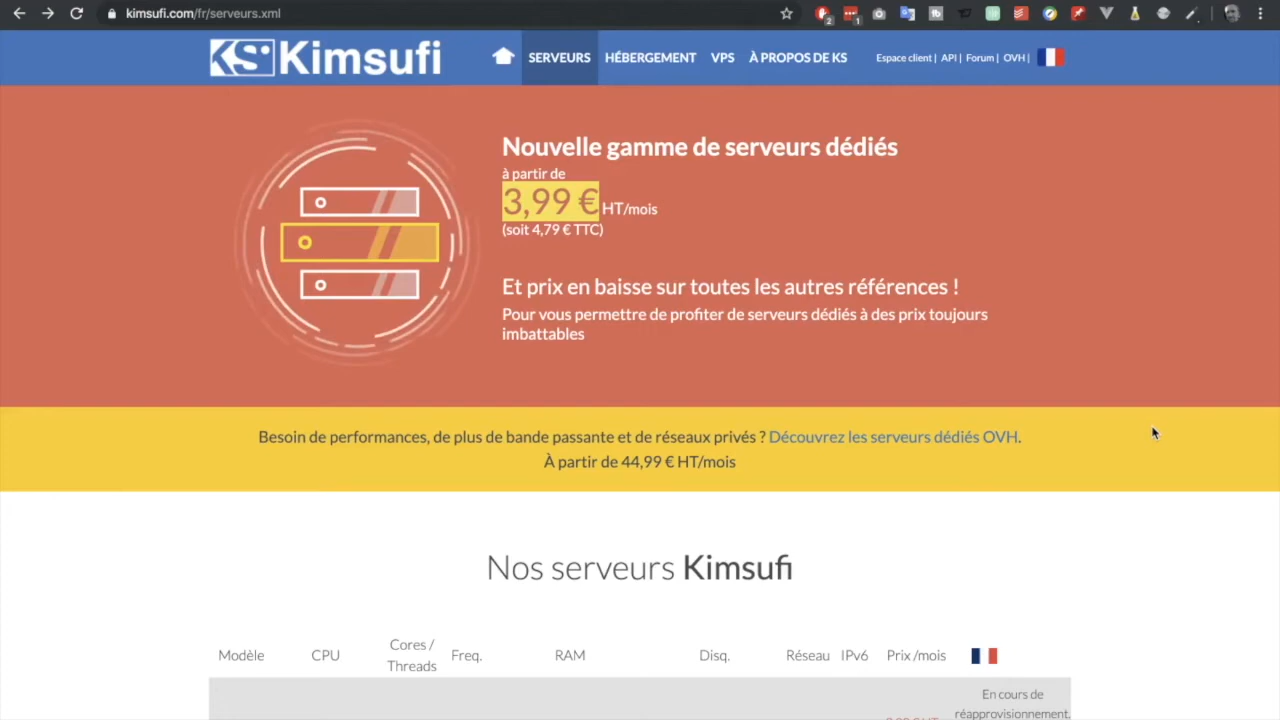 kimsufi.com/fr/serveurs.xml
2
1
KS Kimsufi
SERVEURS
HÉBERGEMENT
VPS
À PROPOS DE KS
Espace client |
API |
Forum |
OVH |
Nouvelle gamme de serveurs dédiés
à partir de
3,99 € HT/mois
(soit 4,79 € TTC)
Et prix en baisse sur toutes les autres références !
Pour vous permettre de profiter de serveurs dédiés à des prix toujours
imbattables
Besoin de performances, de plus de bande passante et de réseaux privés ? Découvrez les serveurs dédiés OVH.
À partir de 44,99 € HT/mois
Nos serveurs Kimsufi
Modèle
CPU
Cores /
Threads
Freq.
RAM
Disq.
Réseau
IPv6
Prix /mois
En cours de
réapprovisionnement.